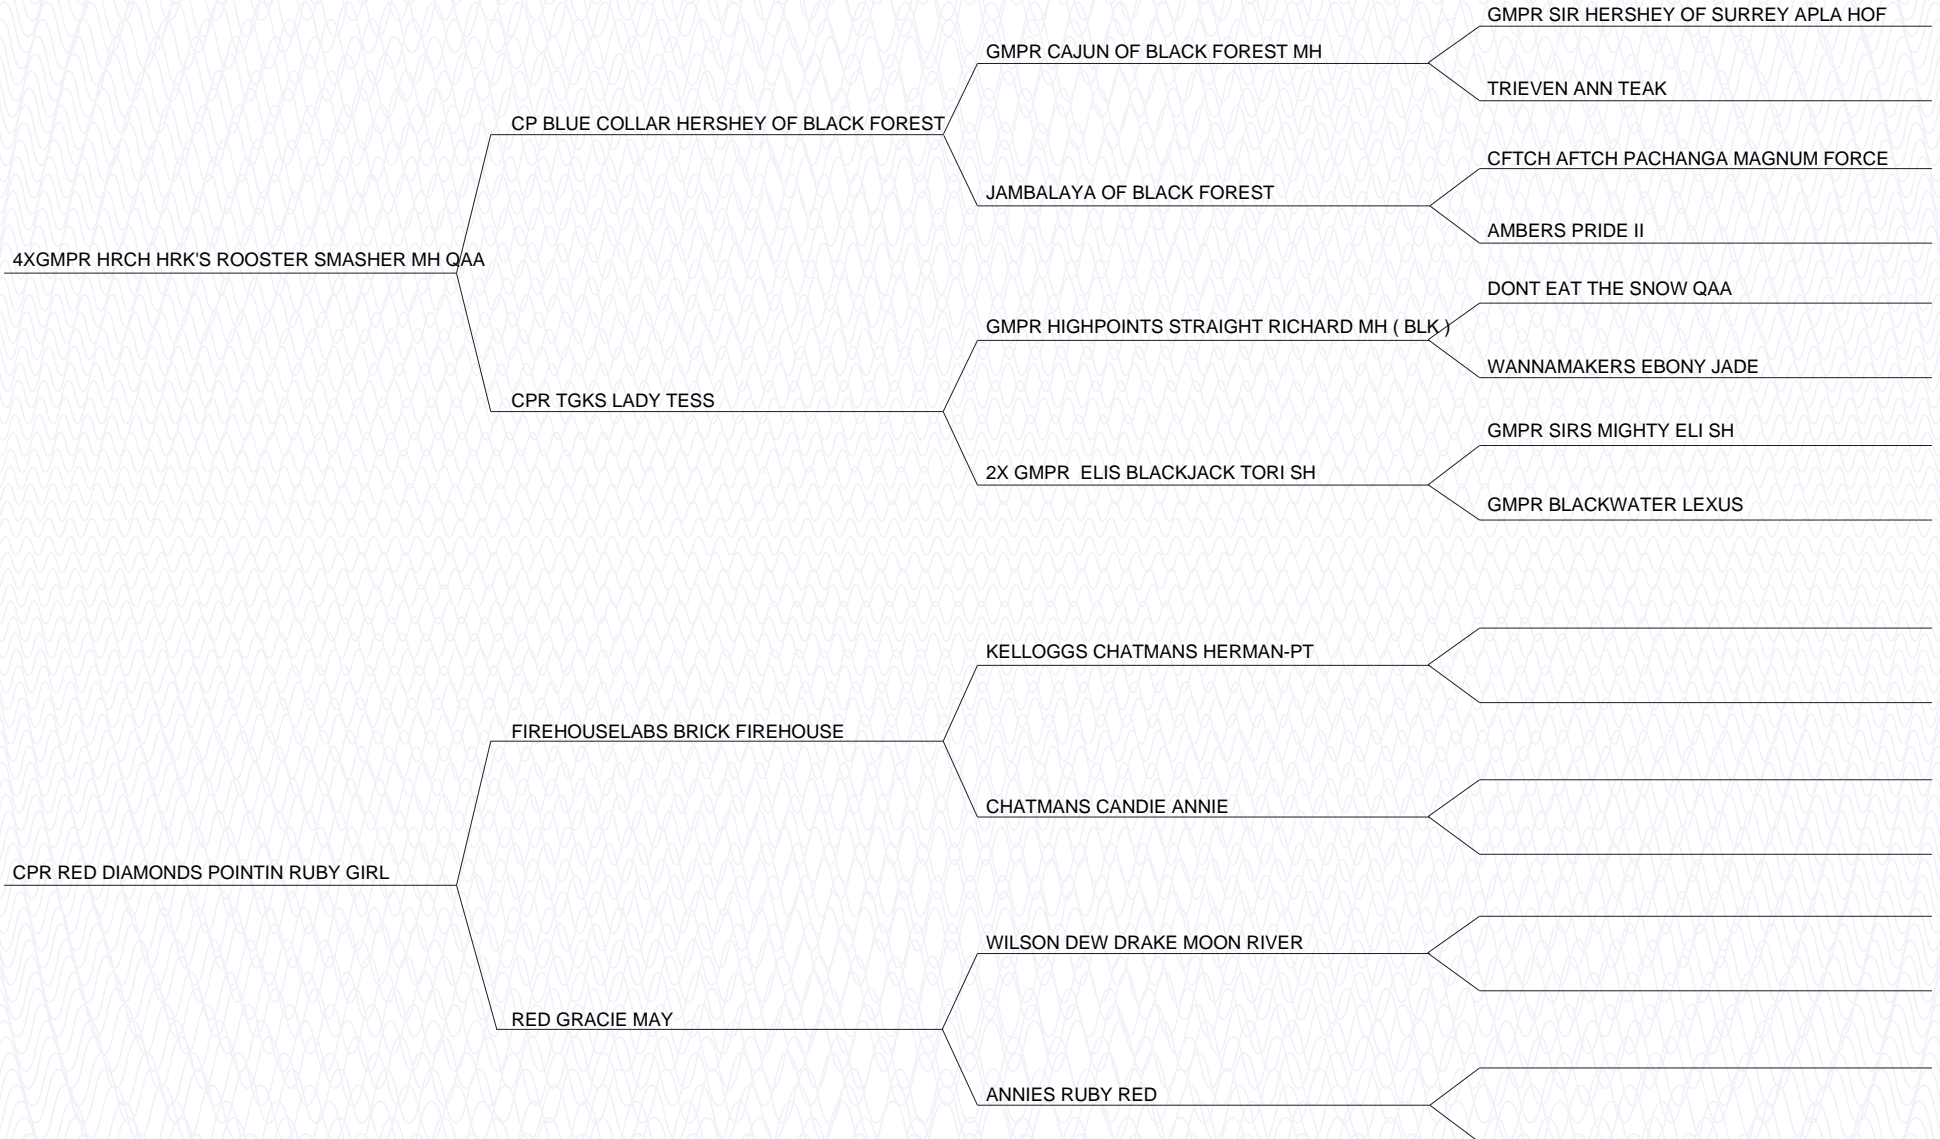 GMPR SIR HERSHEY OF SURREY APLA HOF
GMPR CAJUN OF BLACK FOREST MH
TRIEVEN ANN TEAK
CP BLUE COLLAR HERSHEY OF BLACK FOREST
CFTCH AFTCH PACHANGA MAGNUM FORCE
JAMBALAYA OF BLACK FOREST
AMBERS PRIDE II
4XGMPR HRCH HRK'S ROOSTER SMASHER MH QAA
DONT EAT THE SNOW QAA
GMPR HIGHPOINTS STRAIGHT RICHARD MH ( BLK )
WANNAMAKERS EBONY JADE
CPR TGKS LADY TESS
GMPR SIRS MIGHTY ELI SH
2X GMPR  ELIS BLACKJACK TORI SH
GMPR BLACKWATER LEXUS
KELLOGGS CHATMANS HERMAN-PT
FIREHOUSELABS BRICK FIREHOUSE
CHATMANS CANDIE ANNIE
CPR RED DIAMONDS POINTIN RUBY GIRL
WILSON DEW DRAKE MOON RIVER
RED GRACIE MAY
ANNIES RUBY RED